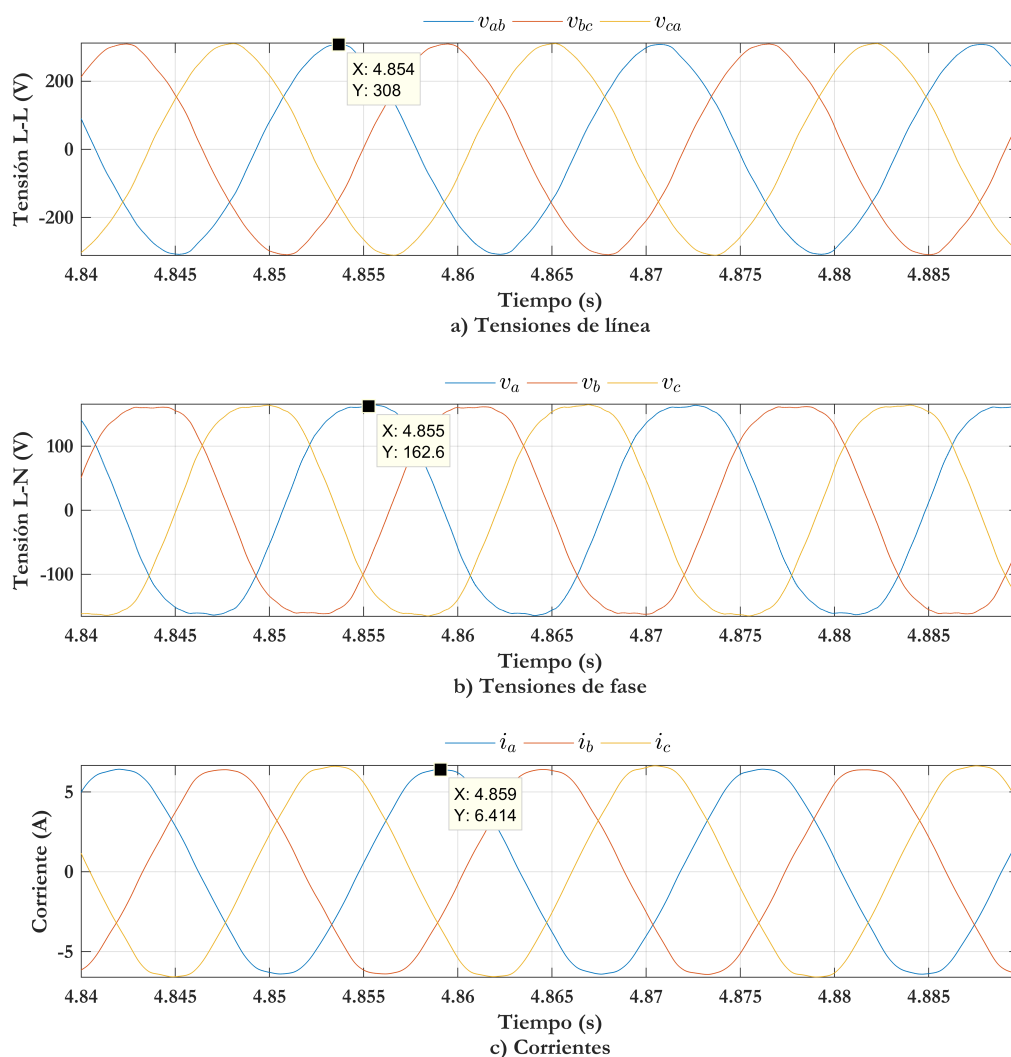 v_ab v_bc v_ca
Tensión L-L (V)
200
0
-200
X: 4.854
Y: 308
4.84 4.845 4.85 4.855 4.86 4.865 4.87 4.875 4.88 4.885
Tiempo (s)
a) Tensiones de línea
v_a v_b v_c
Tensión L-N (V)
100
0
-100
X: 4.855
Y: 162.6
4.84 4.845 4.85 4.855 4.86 4.865 4.87 4.875 4.88 4.885
Tiempo (s)
b) Tensiones de fase
i_a i_b i_c
Corriente (A)
5
0
-5
X: 4.859
Y: 6.414
4.84 4.845 4.85 4.855 4.86 4.865 4.87 4.875 4.88 4.885
Tiempo (s)
c) Corrientes